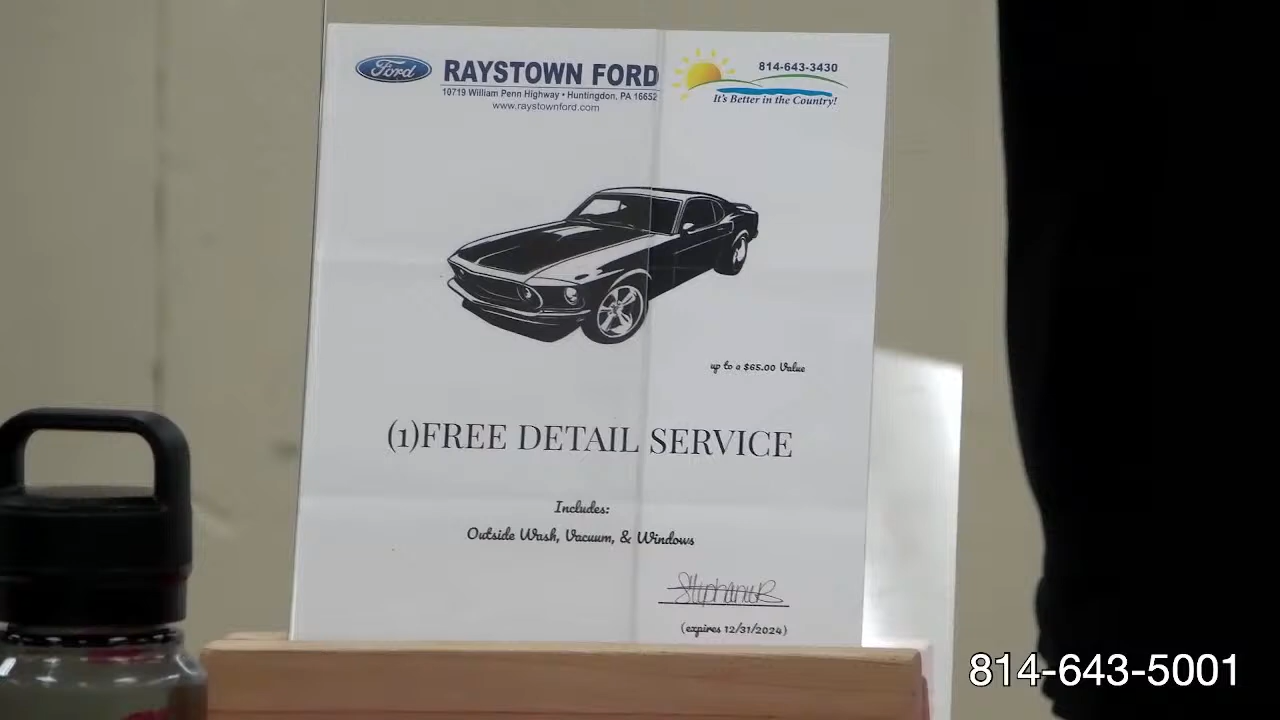 Ford
RAYSTOWN FORD
10719 William Penn Highway • Huntingdon, PA 16652
www.raystownford.com
814-643-3430
It's Better in the Country!
up to a $65.00 Value
(1)FREE DETAIL SERVICE
Includes:
Outside Wash, Vacuum, & Windows
(expires 12/31/2024)
814-643-5001